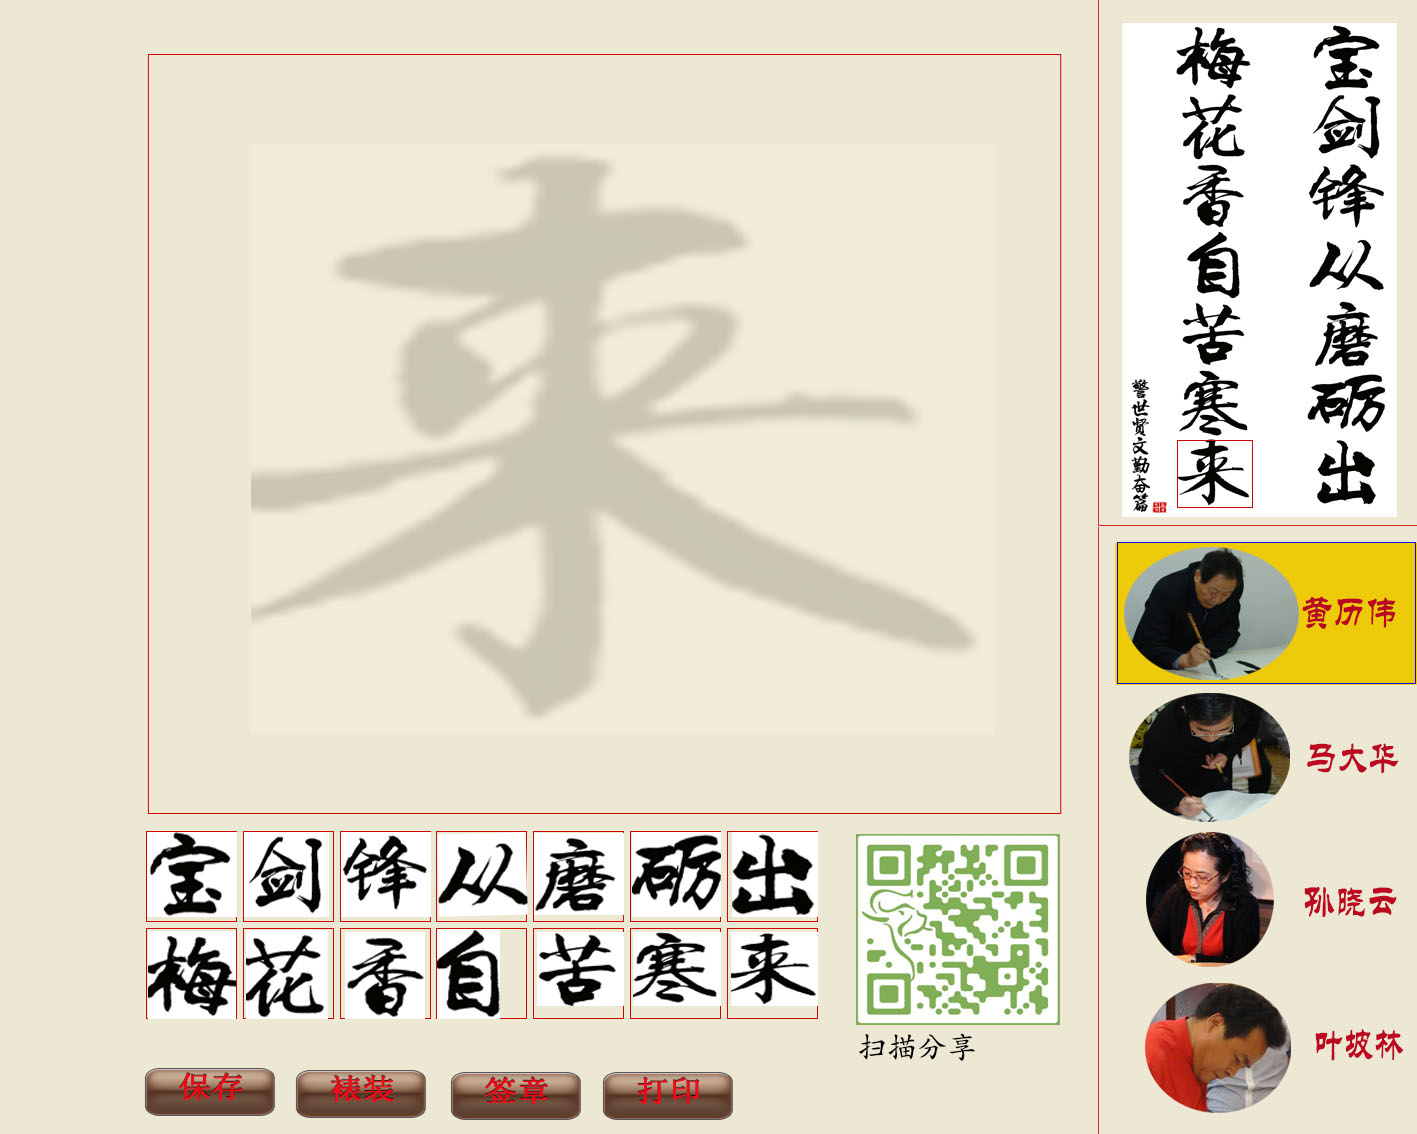 来
宝剑锋从磨砺出
梅花香自苦寒来
警世贤文勤奋篇
黄历伟
马大华
孙晓云
叶坡林
宝 剑 锋 从 磨 砺 出
梅 花 香 自 苦 寒 来
扫描分享
保存 裱装 签章 打印